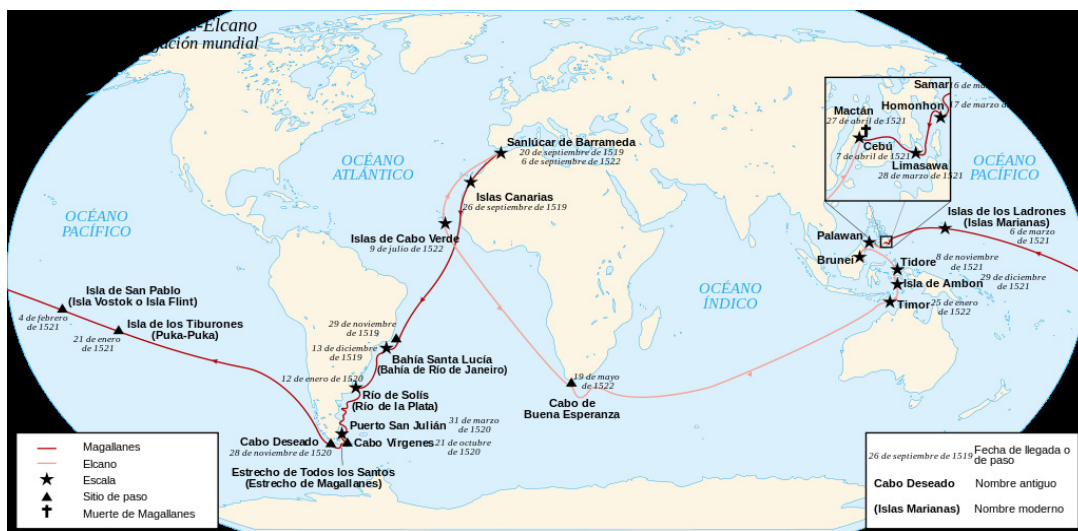 -Elcano
mundial
OCÉANO
ATLÁNTICO
OCÉANO
PACÍFICO
OCÉANO
ÍNDICO
OCÉANO
PACÍFICO
Samar
16 de
Homonhon
17 de marzo
Mactán
27 de abril de 1521
Cebú
7 de abril de 1521
Limasawa
28 de marzo de 1521
Sanlúcar de Barrameda
20 de septiembre de 1519
6 de septiembre de 1522
Islas Canarias
26 de septiembre de 1519
Islas de Cabo Verde
9 de julio de 1522
Islas de los Ladrones
(Islas Marianas)
6 de marzo
de 1521
Palawan
Brunei
Tidore
8 de noviembre
de 1521
Isla de Ambon
29 de diciembre
de 1521
Timor
25 de enero
de 1522
Isla de San Pablo
(Isla Vostok o Isla Flint)
4 de febrero
de 1521
Isla de los Tiburones
(Puka-Puka)
21 de enero
de 1521
29 de noviembre
de 1519
13 de diciembre
de 1519
Bahía Santa Lucía
(Bahía de Río de Janeiro)
12 de enero de 1520
Río de Solís
(Río de la Plata)
Puerto San Julián
31 de marzo
de 1520
Cabo Deseado
28 de noviembre de 1520
Cabo Vírgenes
21 de octubre
de 1520
Estrecho de Todos los Santos
(Estrecho de Magallanes)
19 de mayo
de 1522
Cabo de
Buena Esperanza
Magallanes
Elcano
Escala
Sitio de paso
Muerte de Magallanes
26 de septiembre de 1519
Fecha de llegada o
de paso
Cabo Deseado
Nombre antiguo
(Islas Marianas)
Nombre moderno